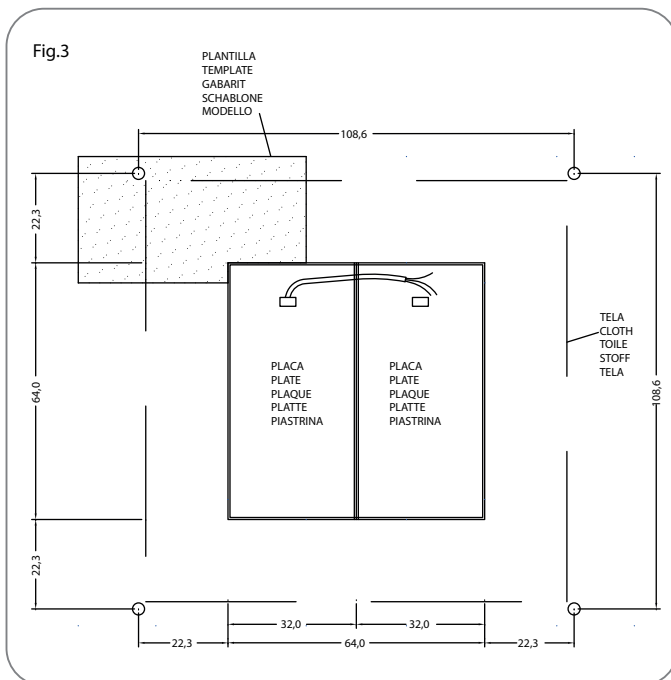 Fig.3
PLANTILLA
TEMPLATE
GABARIT
SCHABLONE
MODELLO
108,6
22,3
64,0
22,3
PLACA
PLATE
PLAQUE
PLATTE
PIASTRINA
PLACA
PLATE
PLAQUE
PLATTE
PIASTRINA
TELA
CLOTH
TOILE
STOFF
TELA
108,6
32,0
32,0
22,3
64,0
22,3